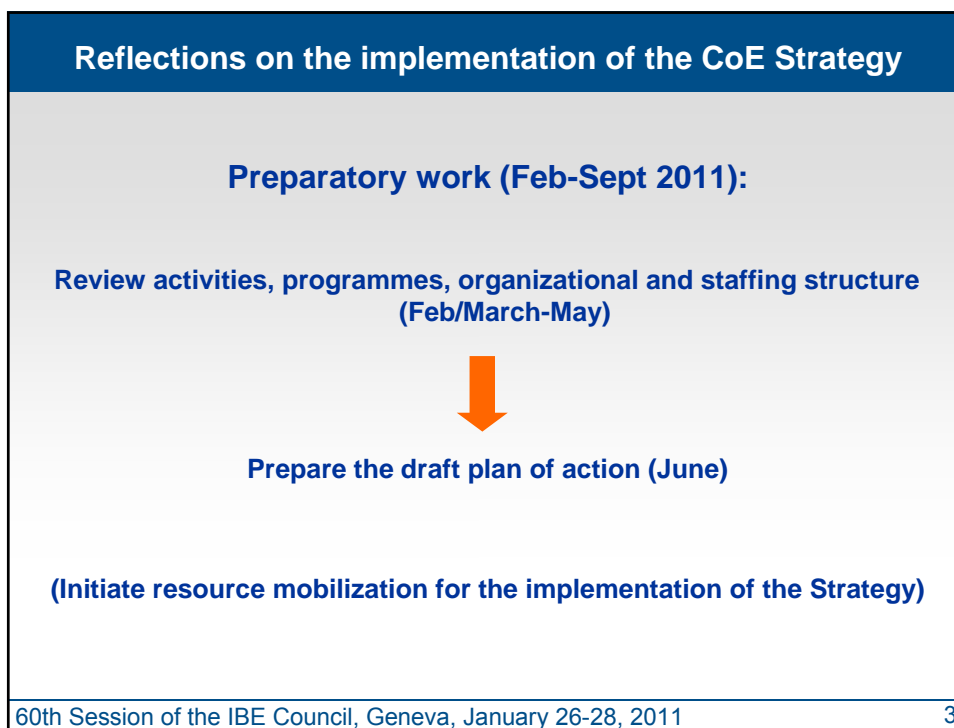 Reflections on the implementation of the CoE Strategy
Preparatory work (Feb-Sept 2011):
Review activities, programmes, organizational and staffing structure
(Feb/March-May)
Prepare the draft plan of action (June)
(Initiate resource mobilization for the implementation of the Strategy)
60th Session of the IBE Council, Geneva, January 26-28, 2011 3